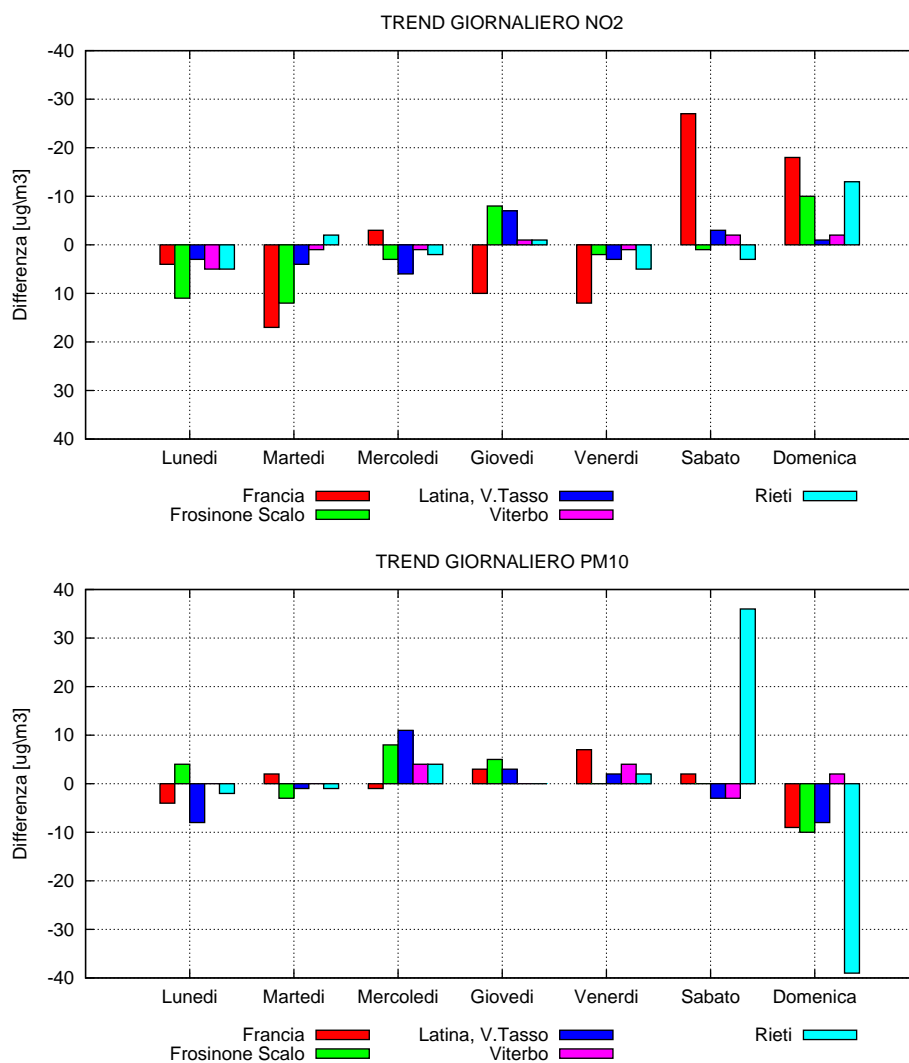 TREND GIORNALIERO NO2
Differenza [ug\m3]
-40
-30
-20
-10
0
10
20
30
40
Lunedi Martedi Mercoledi Giovedi Venerdi Sabato Domenica
Francia Latina, V.Tasso Rieti
Frosinone Scalo Viterbo
TREND GIORNALIERO PM10
Differenza [ug\m3]
40
30
20
10
0
-10
-20
-30
-40
Lunedi Martedi Mercoledi Giovedi Venerdi Sabato Domenica
Francia Latina, V.Tasso Rieti
Frosinone Scalo Viterbo